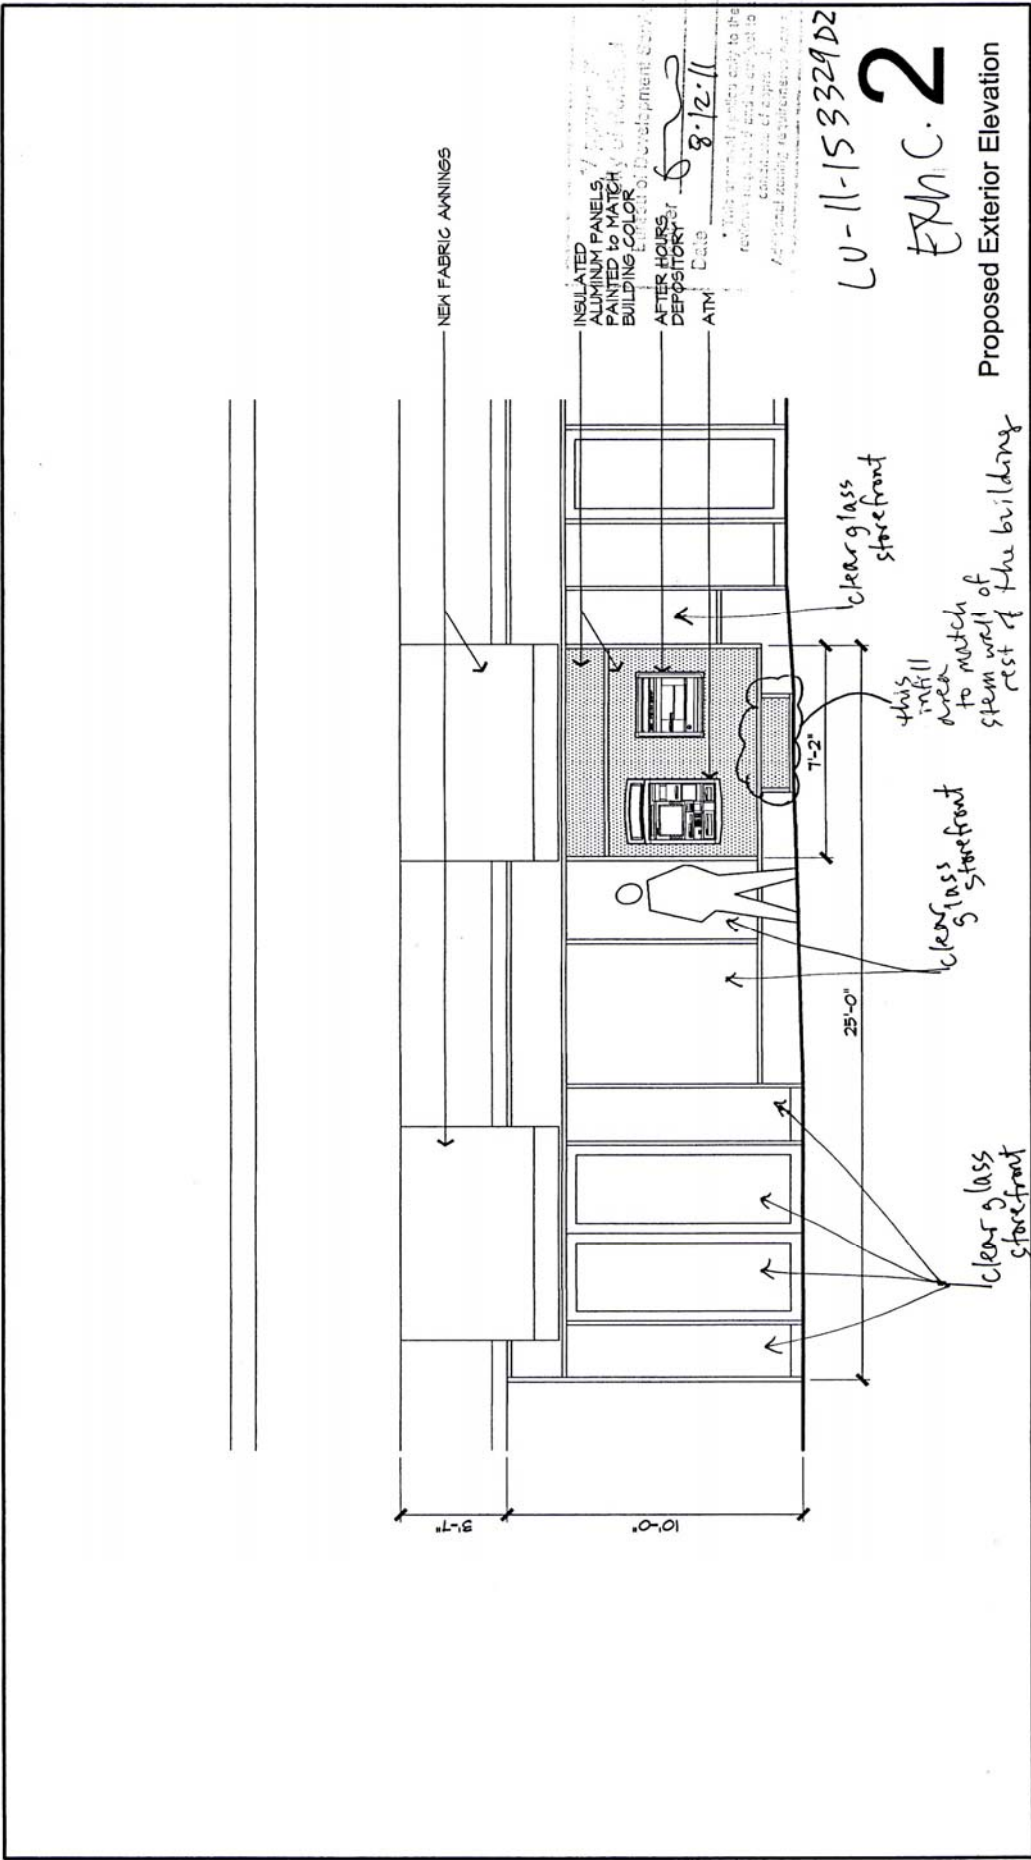 NEW FABRIC AWNINGS
INSULATED
ALUMINUM PANELS,
PAINTED to MATCH
BUILDING COLOR
AFTER HOURS
DEPOSITORY
ATM
Date 8·12·11
3'-7"
10'-0"
7'-2"
25'-0"
clear glass
storefront
clear glass
storefront
this
infill
area
to match
stem wall of
rest of the building
clear glass
storefront
LU-11-153329 DZ
EXH C. 2
Proposed Exterior Elevation